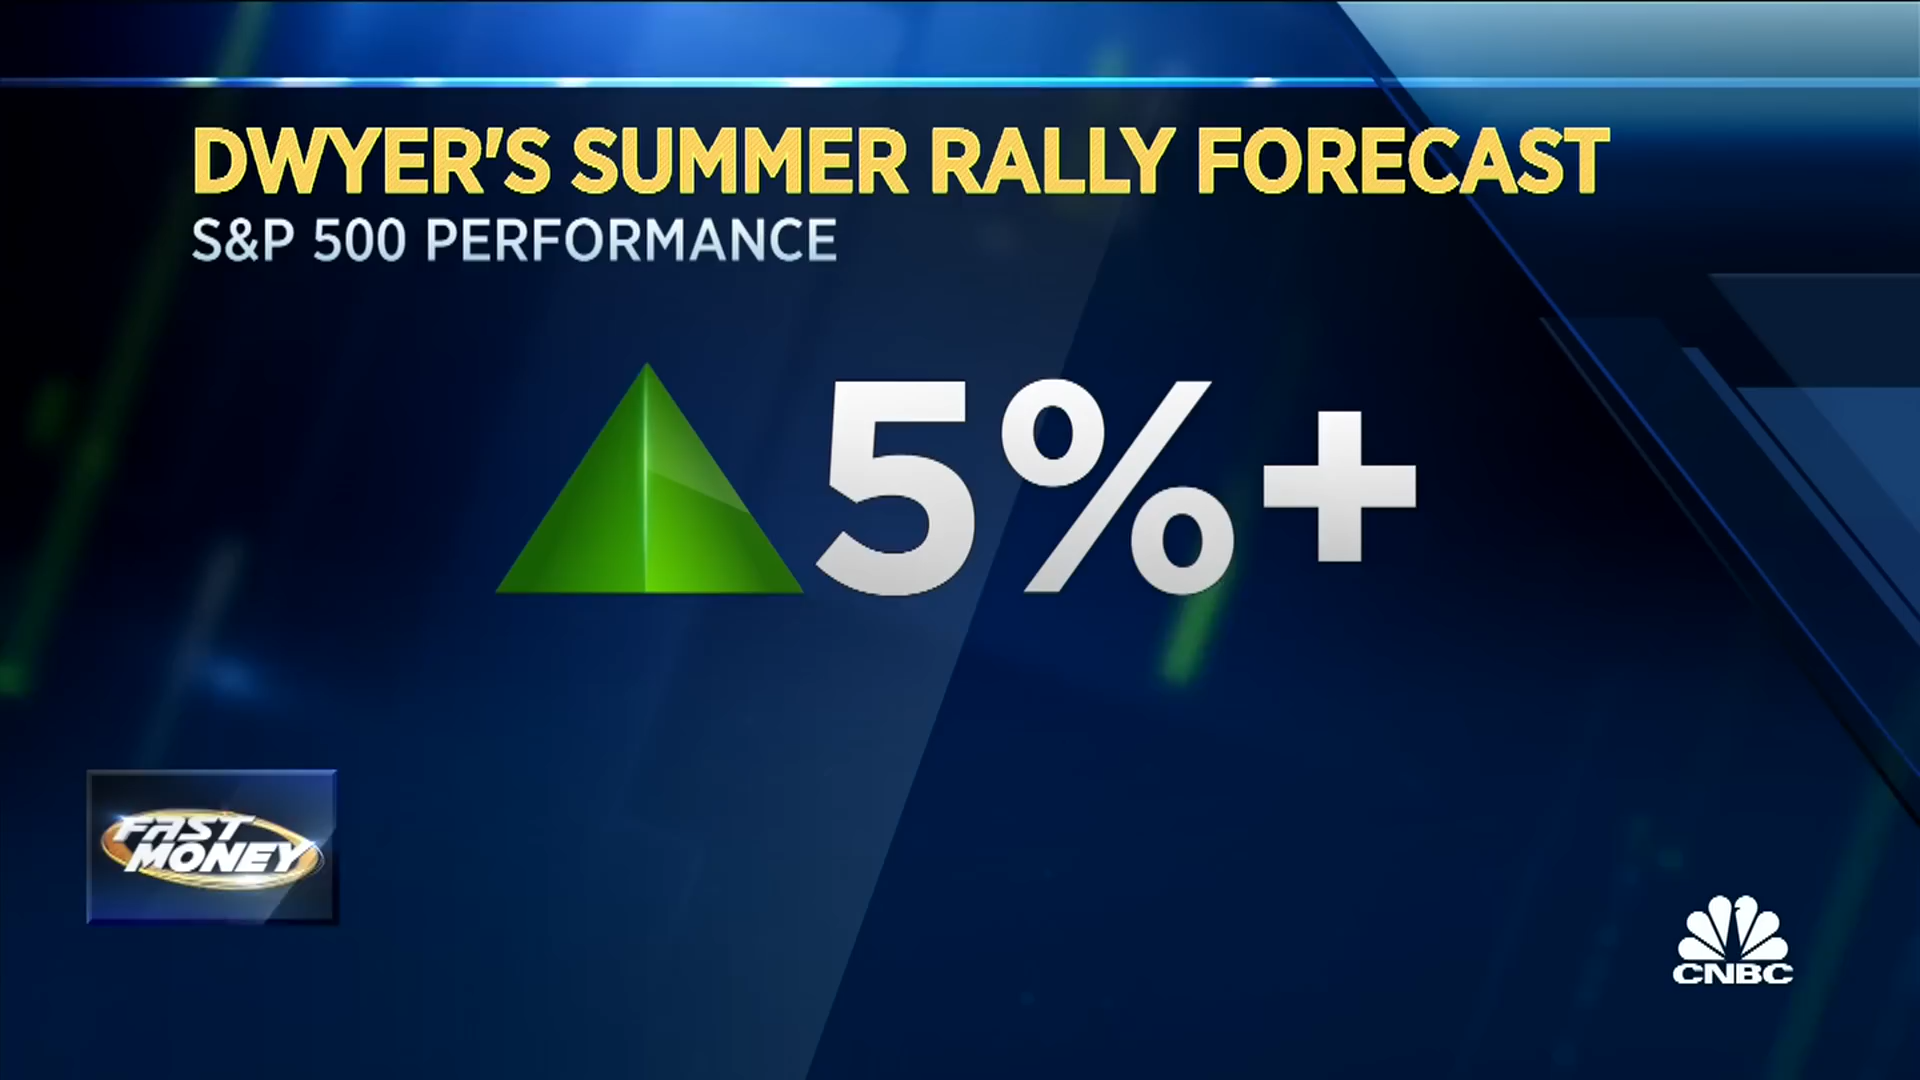 DWYER'S SUMMER RALLY FORECAST
S&P 500 PERFORMANCE
5%+
FAST
MONEY
CNBC